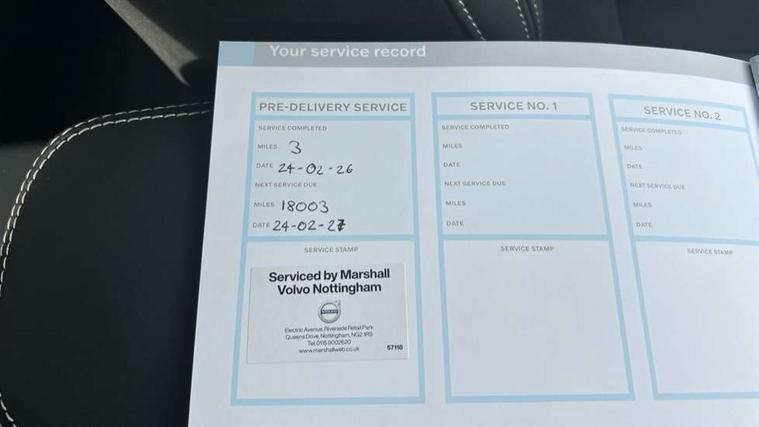 Your service record
PRE-DELIVERY SERVICE
SERVICE COMPLETED
MILES 3
DATE 24-02-26
NEXT SERVICE DUE
MILES 18003
DATE 24-02-27
SERVICE STAMP
Serviced by Marshall
Volvo Nottingham
VOLVO
Electric Avenue, Riverside Retail Park
Queens Drive, Nottingham, NG2 1RS
Tel: 0115 9002620
www.marshallweb.co.uk
57118
SERVICE NO. 1
SERVICE COMPLETED
MILES
DATE
NEXT SERVICE DUE
MILES
DATE
SERVICE STAMP
SERVICE NO. 2
SERVICE COMPLETED
MILES
DATE
NEXT SERVICE DUE
MILES
DATE
SERVICE STAMP